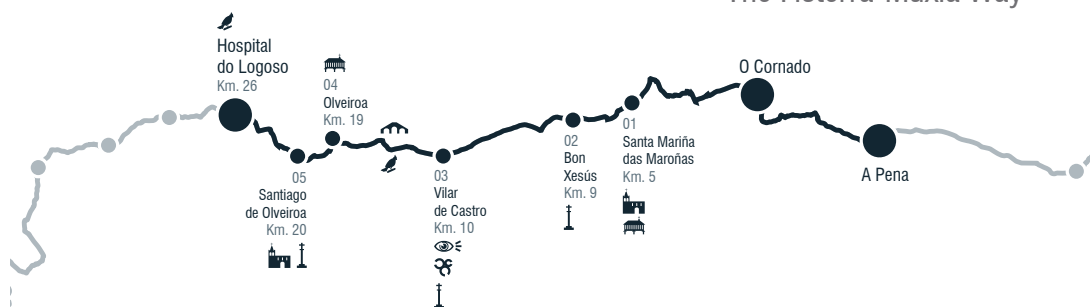 The Fisterra-Muxía Way
Hospital
do Logoso
Km. 26
04
Olveiroa
Km. 19
O Cornado
05
Santiago
de Olveiroa
Km. 20
03
Vilar
de Castro
Km. 10
02
Bon
Xesús
Km. 9
01
Santa Mariña
das Maroñas
Km. 5
A Pena